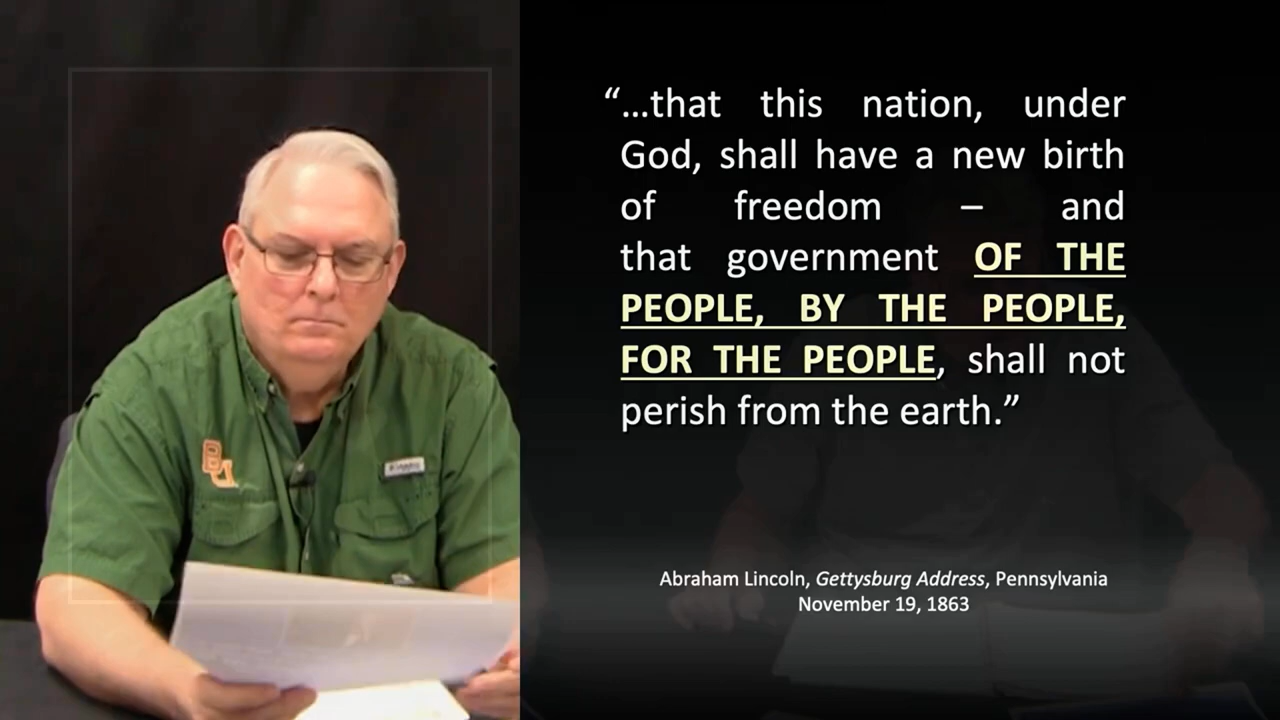 “...that this nation, under
God, shall have a new birth
of freedom – and
that government OF THE
PEOPLE, BY THE PEOPLE,
FOR THE PEOPLE, shall not
perish from the earth.”
Abraham Lincoln, Gettysburg Address, Pennsylvania
November 19, 1863
BU